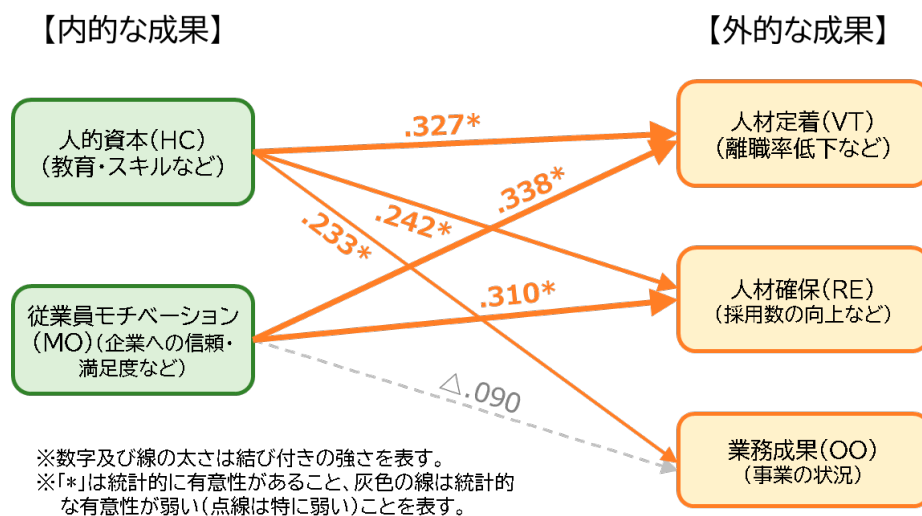 【内的な成果】
【外的な成果】
人的資本(HC)
(教育・スキルなど)
従業員モチベーション
(MO)(企業への信頼・
満足度など)
.327*
.338*
.242*
.233*
.310*
△.090
人材定着(VT)
(離職率低下など)
人材確保(RE)
(採用数の向上など)
業務成果(OO)
(事業の状況)
※数字及び線の太さは結び付きの強さを表す。
※「*」は統計的に有意性があること、灰色の線は統計的
な有意性が弱い(点線は特に弱い)ことを表す。